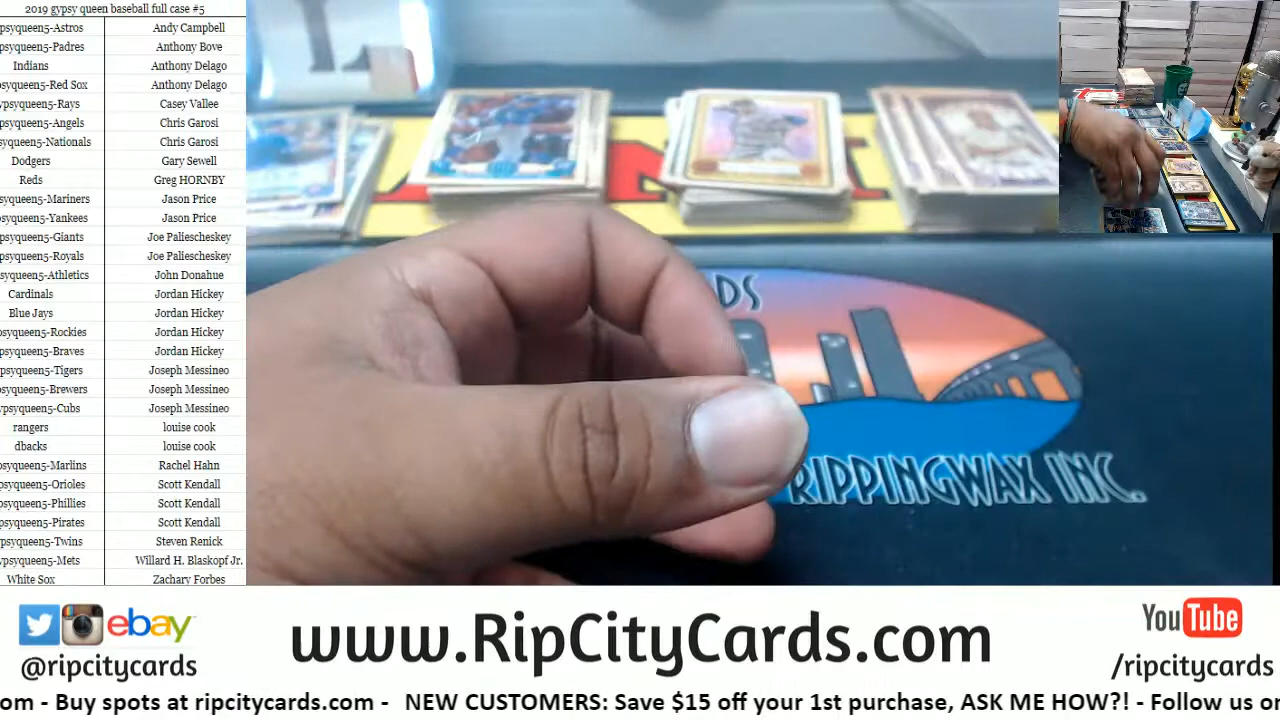 2019 gypsy queen baseball full case #5
psyqueen5-Astros Andy Campbell
psyqueen5-Padres Anthony Bove
Indians Anthony Delago
psyqueen5-Red Sox Anthony Delago
ypsyqueen5-Rays Casey Vallee
psyqueen5-Angels Chris Garosi
syqueen5-Nationals Chris Garosi
Dodgers Gary Sewell
Reds Greg HORNBY
syqueen5-Mariners Jason Price
psyqueen5-Yankees Jason Price
psyqueen5-Giants Joe Paliescheskey
psyqueen5-Royals Joe Paliescheskey
syqueen5-Athletics John Donahue
Cardinals Jordan Hickey
Blue Jays Jordan Hickey
psyqueen5-Rockies Jordan Hickey
psyqueen5-Braves Jordan Hickey
psyqueen5-Tigers Joseph Messineo
psyqueen5-Brewers Joseph Messineo
ypsyqueen5-Cubs Joseph Messineo
rangers louise cook
dbacks louise cook
psyqueen5-Marlins Rachel Hahn
psyqueen5-Orioles Scott Kendall
psyqueen5-Phillies Scott Kendall
psyqueen5-Pirates Scott Kendall
psyqueen5-Twins Steven Renick
ypsyqueen5-Mets Willard H. Blaskopf Jr.
White Sox Zachary Forbes
RDS
RIPPINGWAX INC.
ebay
@ripcitycards
www.RipCityCards.com
YouTube
/ripcitycards
om - Buy spots at ripcitycards.com - NEW CUSTOMERS: Save $15 off your 1st purchase, ASK ME HOW?! - Follow us on